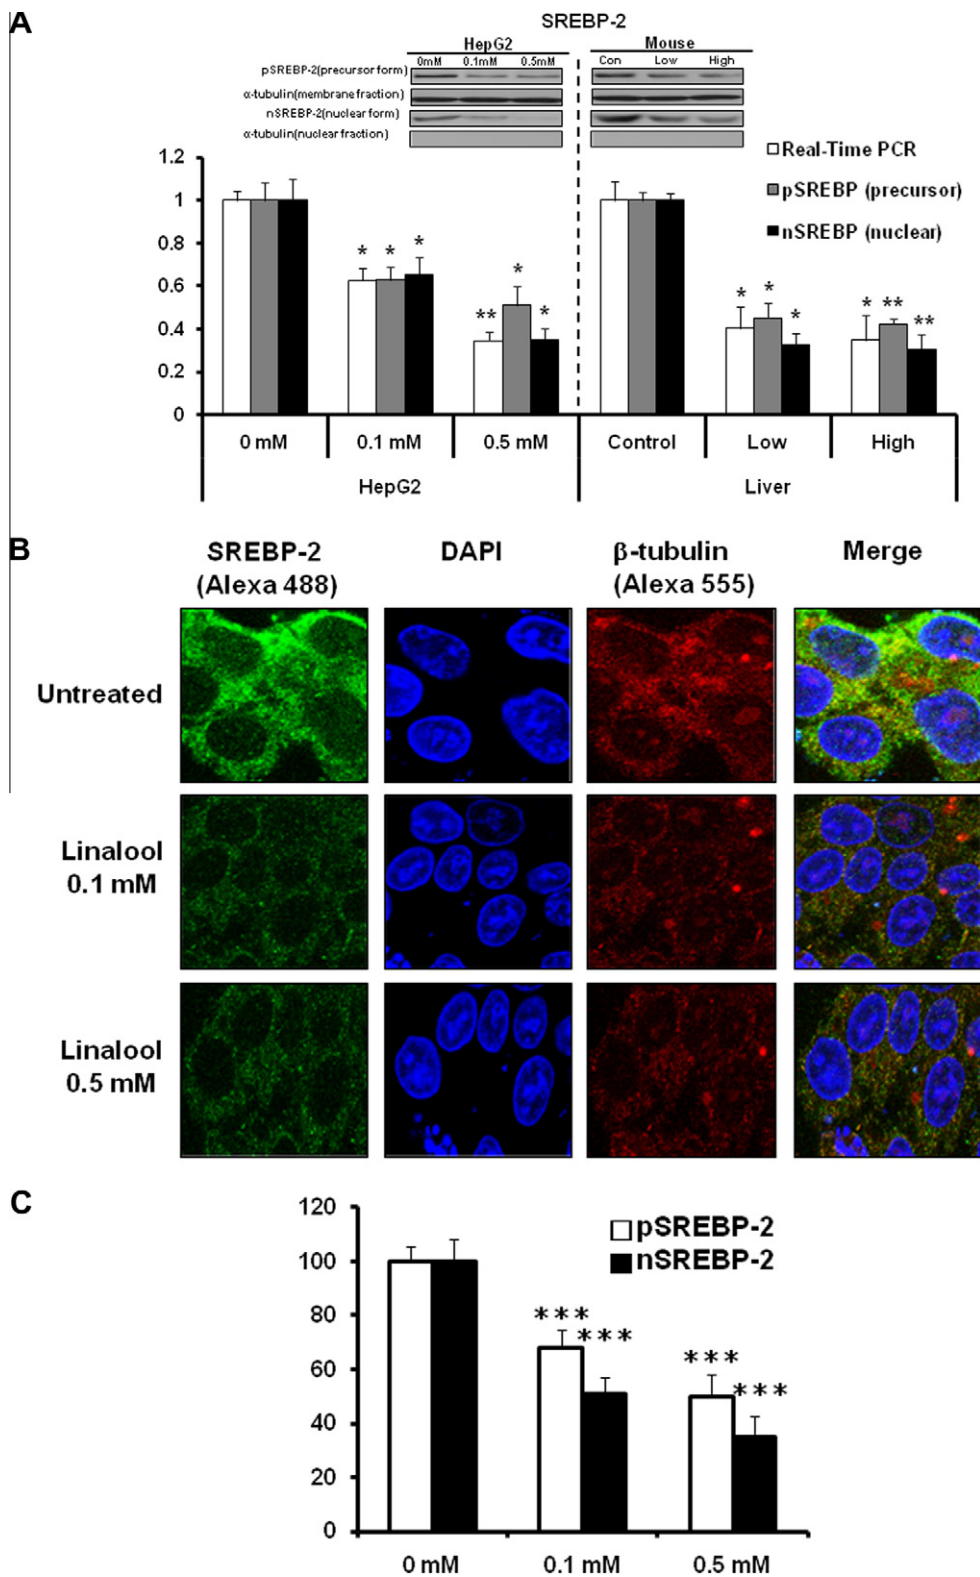 A
SREBP-2
HepG2
Mouse
0mM 0.1mM 0.5mM
Con Low High
pSREBP-2(precursor form)
α-tubulin(membrane fraction)
nSREBP-2(nuclear form)
α-tubulin(nuclear fraction)
Real-Time PCR
pSREBP (precursor)
nSREBP (nuclear)
1.2
1
0.8
0.6
0.4
0.2
0
* * *
** * *
* * *
* ** **
0 mM 0.1 mM 0.5 mM Control Low High
HepG2 Liver
B
SREBP-2 (Alexa 488)
DAPI
β-tubulin (Alexa 555)
Merge
Untreated
Linalool
0.1 mM
Linalool
0.5 mM
C
pSREBP-2
nSREBP-2
120
100
80
60
40
20
0
*** ***
*** ***
0 mM 0.1 mM 0.5 mM